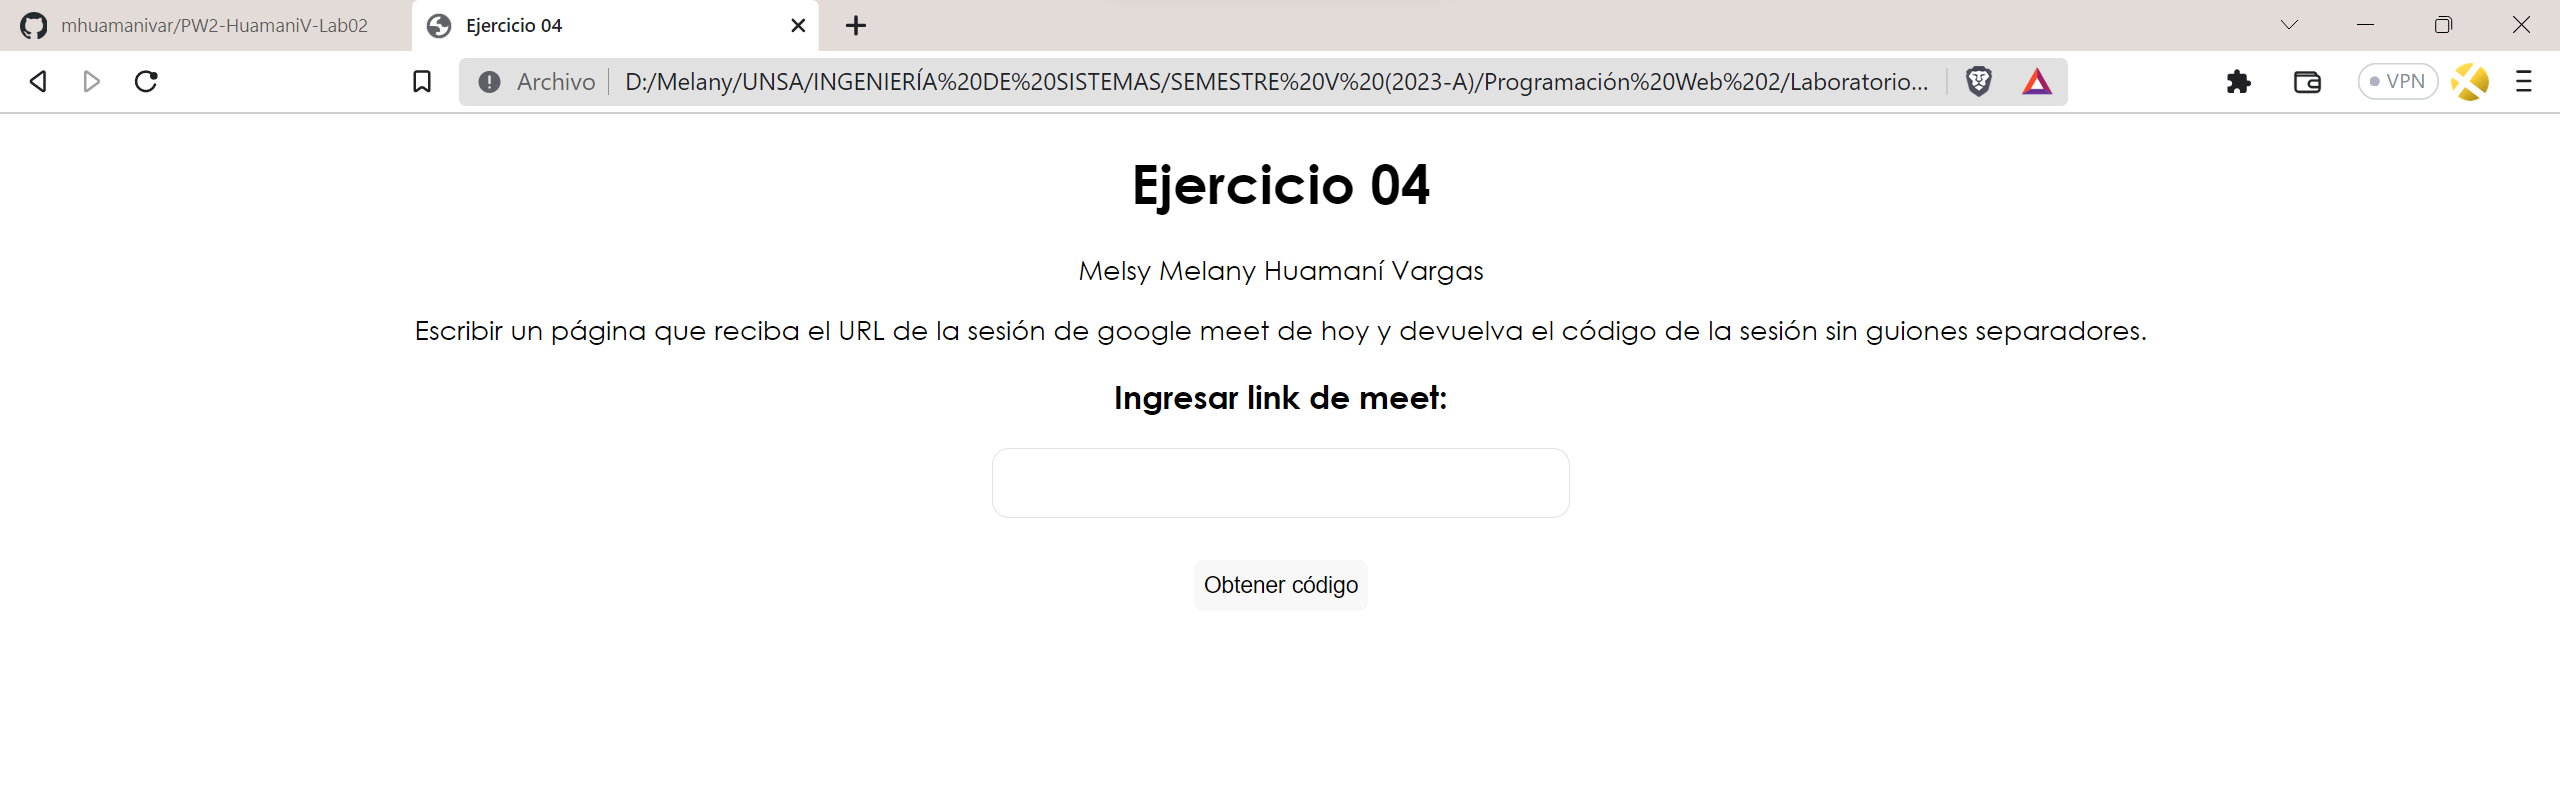 mhuamanivar/PW2-HuamaniV-Lab02
Ejercicio 04
Archivo
D:/Melany/UNSA/INGENIERÍA%20DE%20SISTEMAS/SEMESTRE%20V%20(2023-A)/Programación%20Web%202/Laboratorio...
VPN
Ejercicio 04
Melsy Melany Huamaní Vargas
Escribir un página que reciba el URL de la sesión de google meet de hoy y devuelva el código de la sesión sin guiones separadores.
Ingresar link de meet:
Obtener código